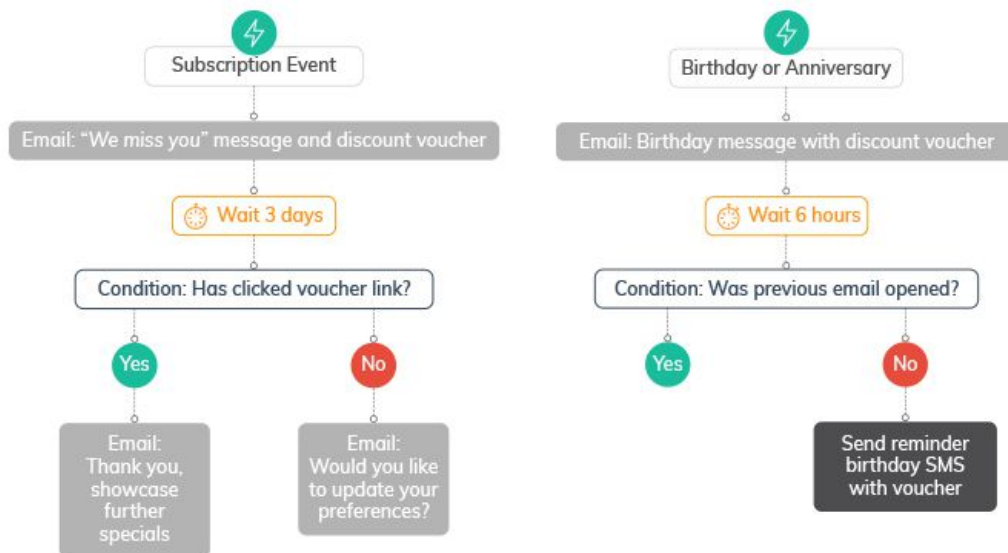 Subscription Event
Email: “We miss you” message and discount voucher
Wait 3 days
Condition: Has clicked voucher link?
Yes
No
Email:
Thank you,
showcase
further
specials
Email:
Would you like
to update your
preferences?
Birthday or Anniversary
Email: Birthday message with discount voucher
Wait 6 hours
Condition: Was previous email opened?
Yes
No
Send reminder
birthday SMS
with voucher